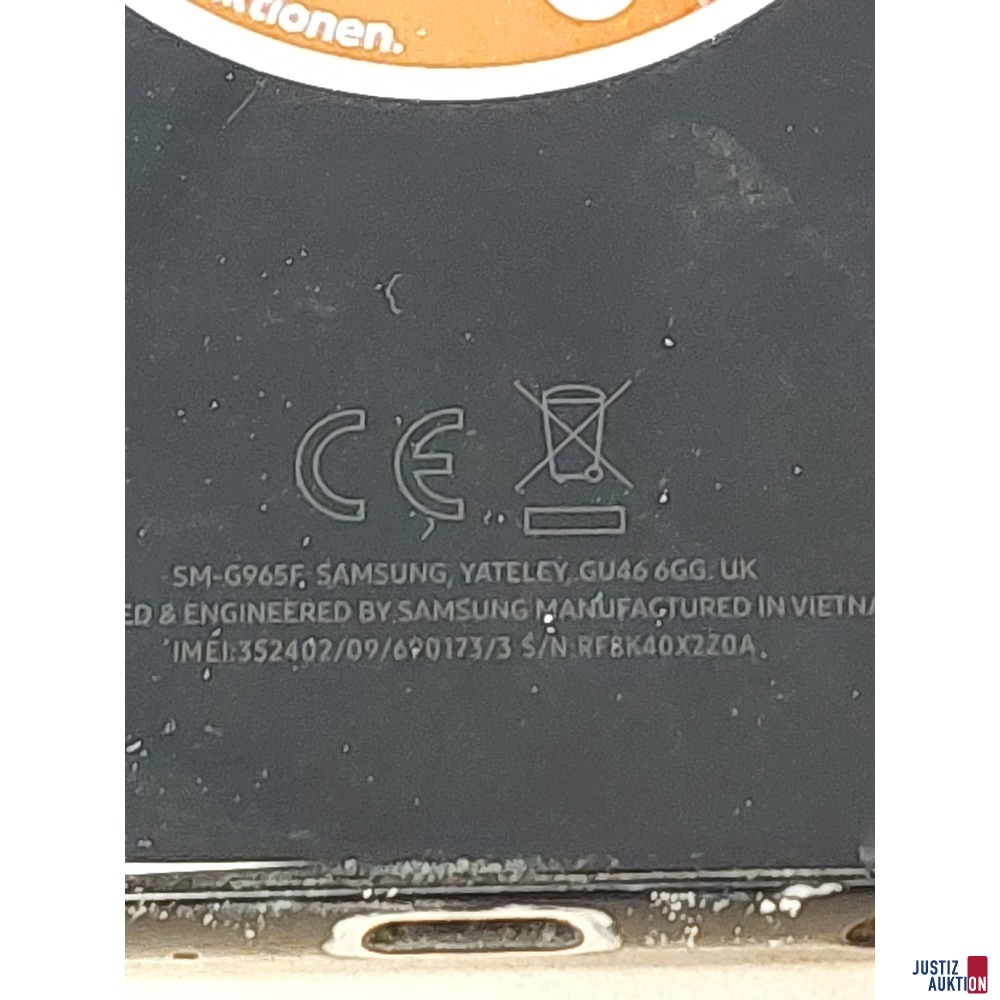 ktionen.
CE
SM-G965F, SAMSUNG, YATELEY, GU46 6GG. UK
ED & ENGINEERED BY SAMSUNG MANUFACTURED IN VIETNA
IMEI:352402/09/690173/3 S/N:RF8K40X2Z0A
JUSTIZ
AUKTION